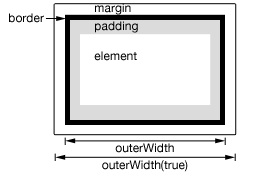 margin
border
padding
element
outerWidth
outerWidth(true)